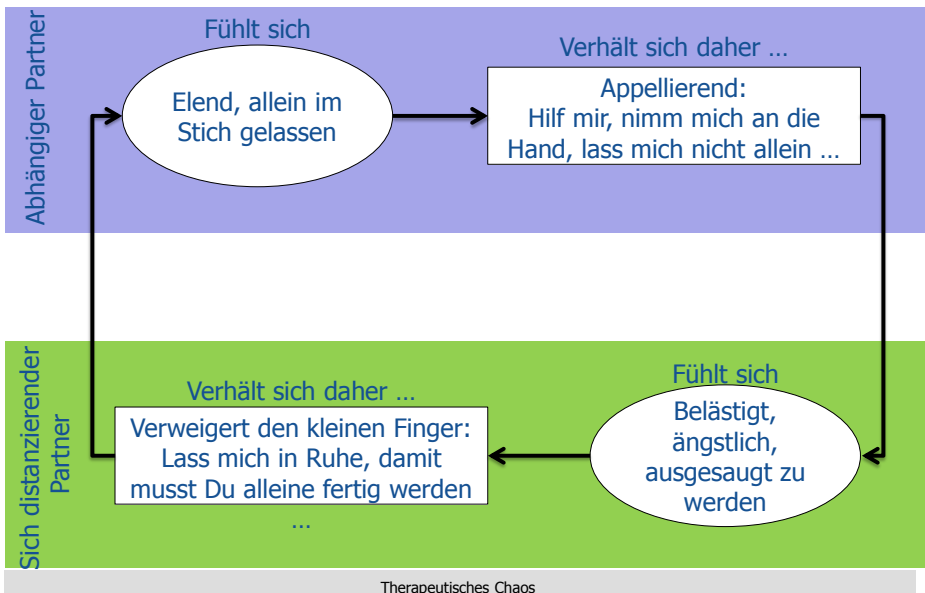 Abhängiger Partner
Fühlt sich
Elend, allein im
Stich gelassen
Verhält sich daher …
Appellierend:
Hilf mir, nimm mich an die
Hand, lass mich nicht allein …
Sich distanzierender
Partner
Fühlt sich
Belästigt,
ängstlich,
ausgesaugt zu
werden
Verhält sich daher …
Verweigert den kleinen Finger:
Lass mich in Ruhe, damit
musst Du alleine fertig werden
…
Therapeutisches Chaos